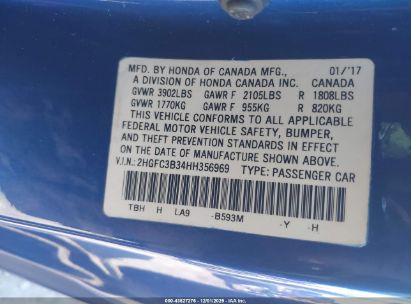 MFD. BY HONDA OF CANADA MFG., 01/'17
A DIVISION OF HONDA CANADA INC. CANADA
GVWR 3902LBS GAWR F 2105LBS R 1808LBS
GVWR 1770KG GAWR F 955KG R 820KG
THIS VEHICLE CONFORMS TO ALL APPLICABLE
FEDERAL MOTOR VEHICLE SAFETY, BUMPER,
AND THEFT PREVENTION STANDARDS IN EFFECT
ON THE DATE OF MANUFACTURE SHOWN ABOVE.
V.I.N.: 2HGFC3B34HH356969 TYPE: PASSENGER CAR
TBH H LA9 -B593M -Y -H